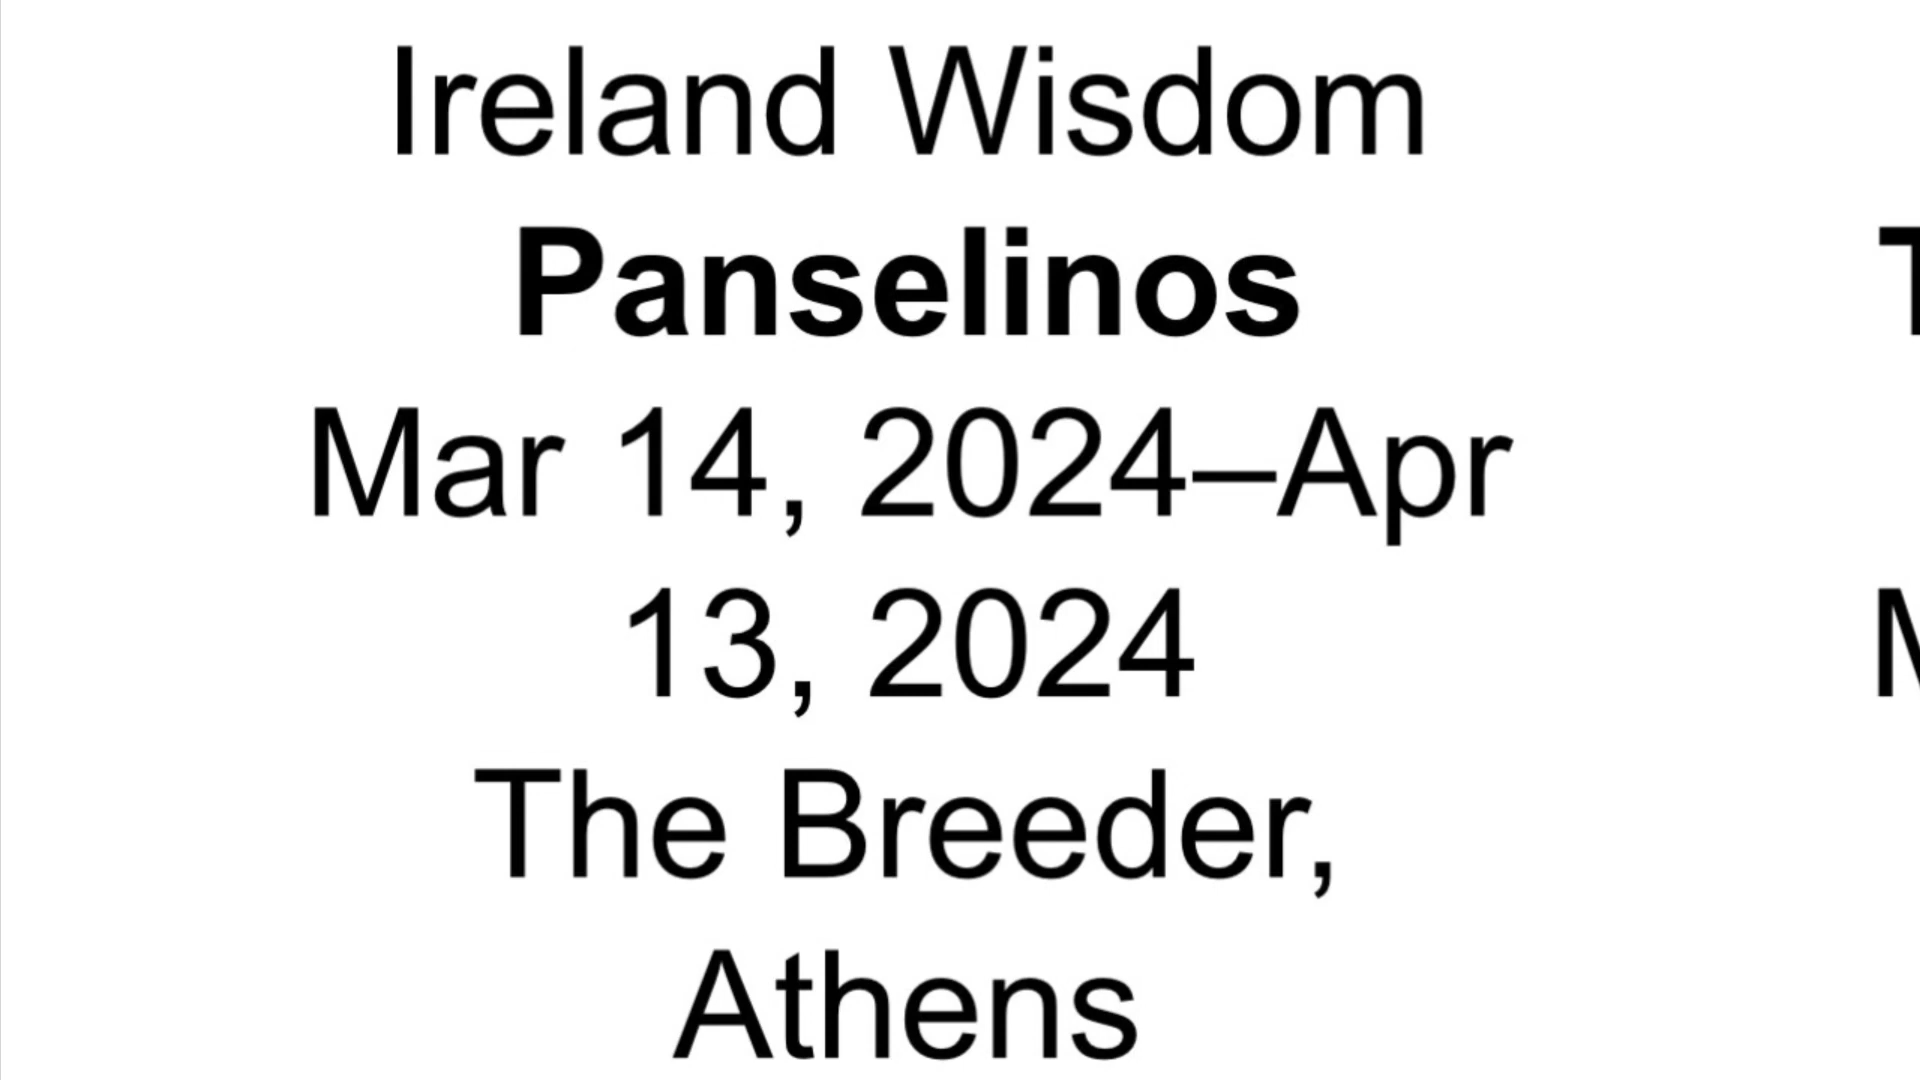 Ireland Wisdom
Panselinos
Mar 14, 2024–Apr
13, 2024
The Breeder,
Athens